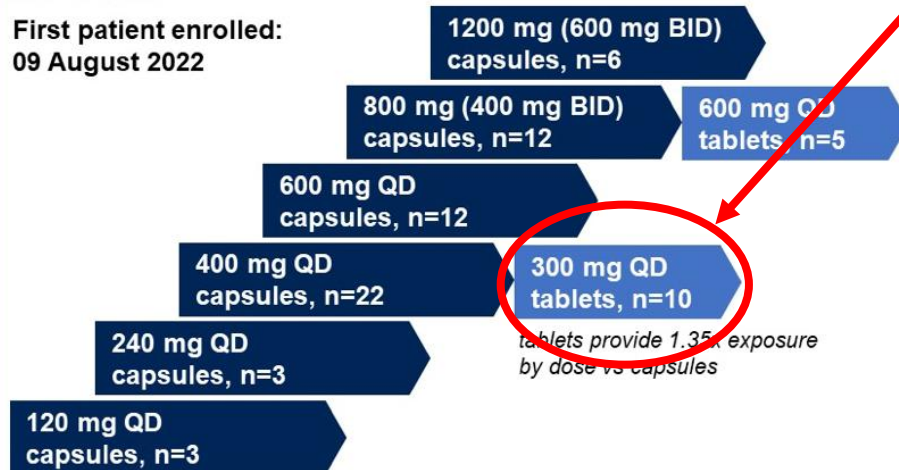 First patient enrolled:
09 August 2022
1200 mg (600 mg BID)
capsules, n=6
800 mg (400 mg BID)
capsules, n=12
600 mg QD
tablets, n=5
600 mg QD
capsules, n=12
400 mg QD
capsules, n=22
300 mg QD
tablets, n=10
tablets provide 1.35x exposure
by dose vs capsules
240 mg QD
capsules, n=3
120 mg QD
capsules, n=3